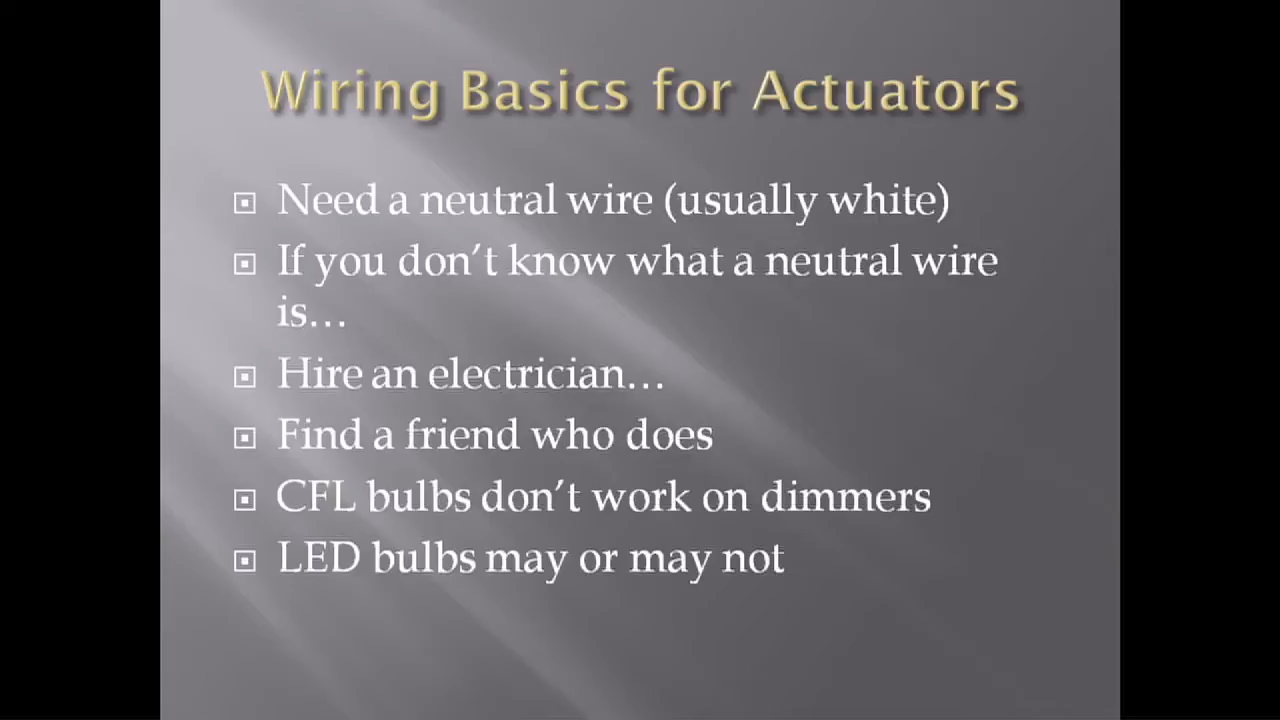 Wiring Basics for Actuators
Need a neutral wire (usually white)
If you don't know what a neutral wire
is…
Hire an electrician…
Find a friend who does
CFL bulbs don't work on dimmers
LED bulbs may or may not